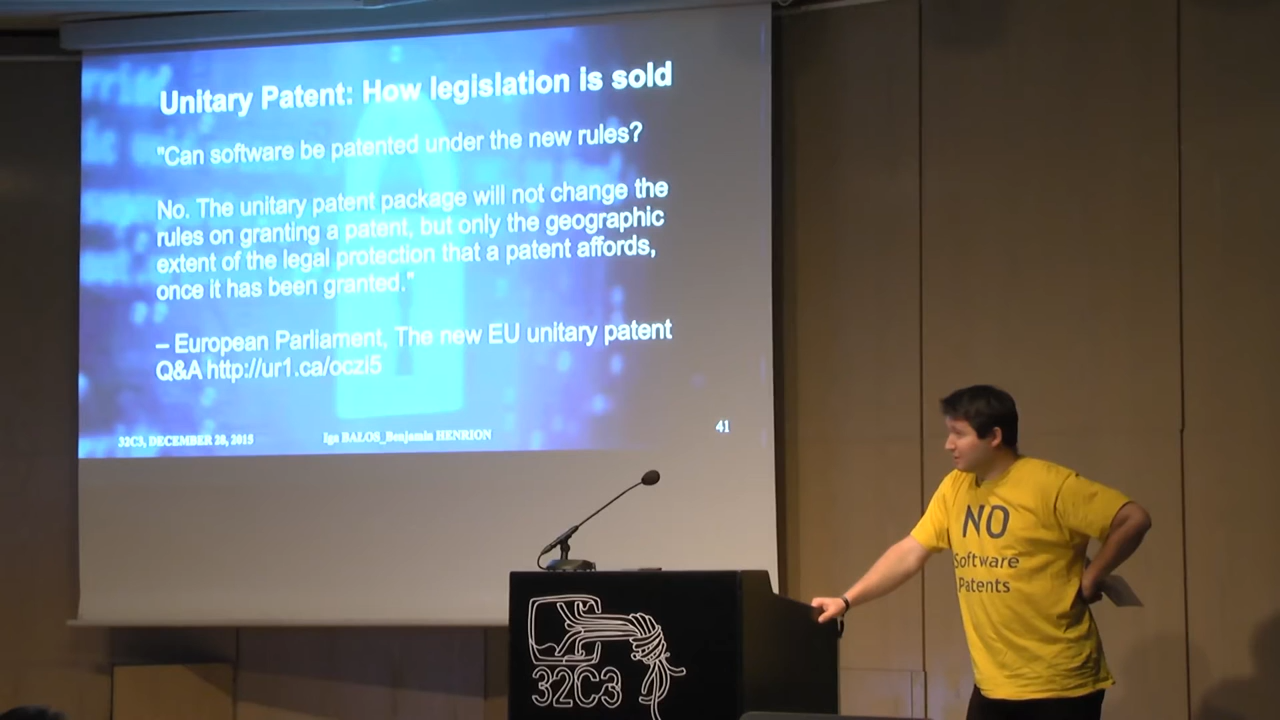 Unitary Patent: How legislation is sold
"Can software be patented under the new rules?
No. The unitary patent package will not change the
rules on granting a patent, but only the geographic
extent of the legal protection that a patent affords,
once it has been granted."
– European Parliament, The new EU unitary patent
Q&A http://ur1.ca/oczi5
32C3, DECEMBER 28, 2015
Iga BALOS_Benjamin HENRION
41
NO
Software
Patents
32C3